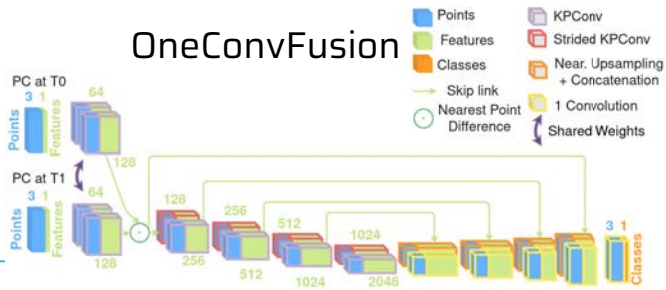 OneConvFusion
Points
Features
Classes
KPConv
Strided KPConv
Near. Upsampling
+ Concatenation
Skip link
Nearest Point
Difference
1 Convolution
Shared Weights
PC at T0
3 1
Points
Features
64
128
PC at T1
3 1
Points
Features
64
128
128
256
256
512
512
1024
1024
2048
3 1
Classes